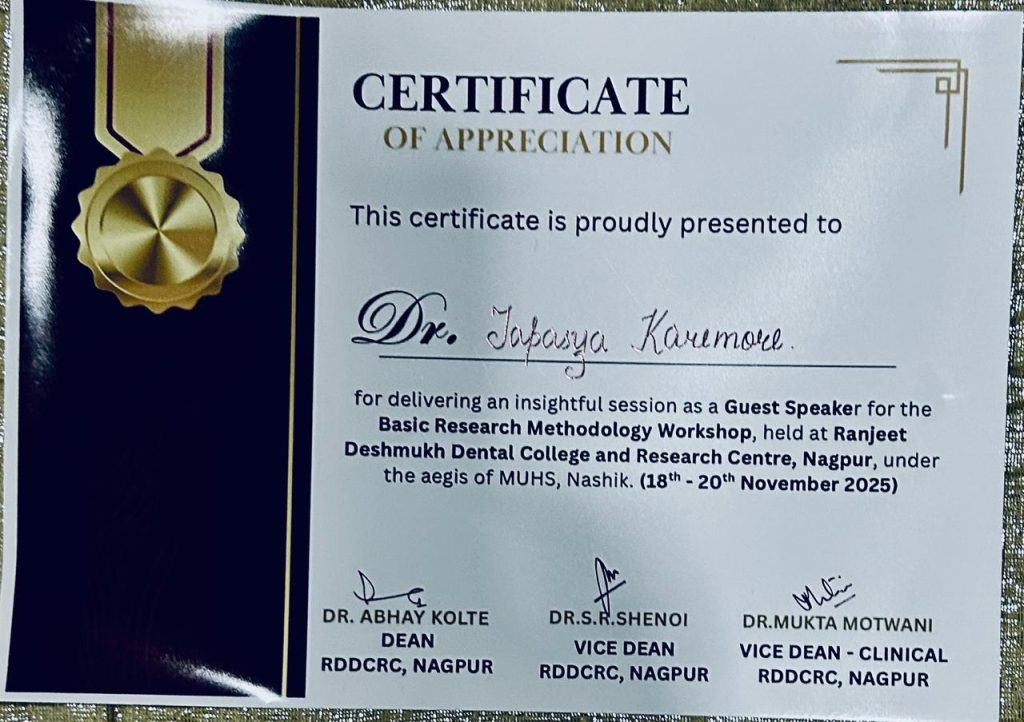 CERTIFICATE
OF APPRECIATION
This certificate is proudly presented to
Dr. Tapasya Karemore.
for delivering an insightful session as a Guest Speaker for the
Basic Research Methodology Workshop, held at Ranjeet
Deshmukh Dental College and Research Centre, Nagpur, under
the aegis of MUHS, Nashik. (18th - 20th November 2025)
DR. ABHAY KOLTE
DEAN
RDDCRC, NAGPUR
DR.S.R.SHENOI
VICE DEAN
RDDCRC, NAGPUR
DR.MUKTA MOTWANI
VICE DEAN - CLINICAL
RDDCRC, NAGPUR